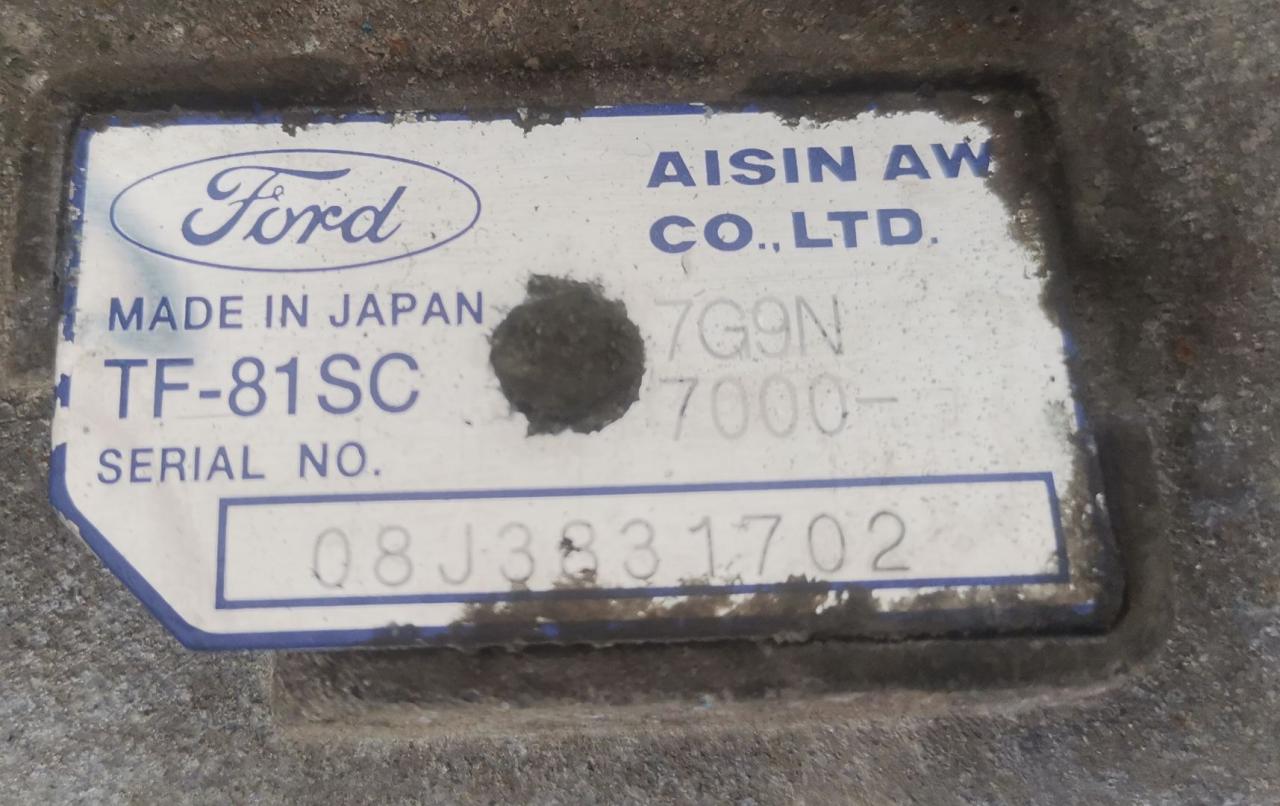 Ford
AISIN AW
CO., LTD.
MADE IN JAPAN
TF-81SC
7G9N
7000-
SERIAL NO.
08J3831702